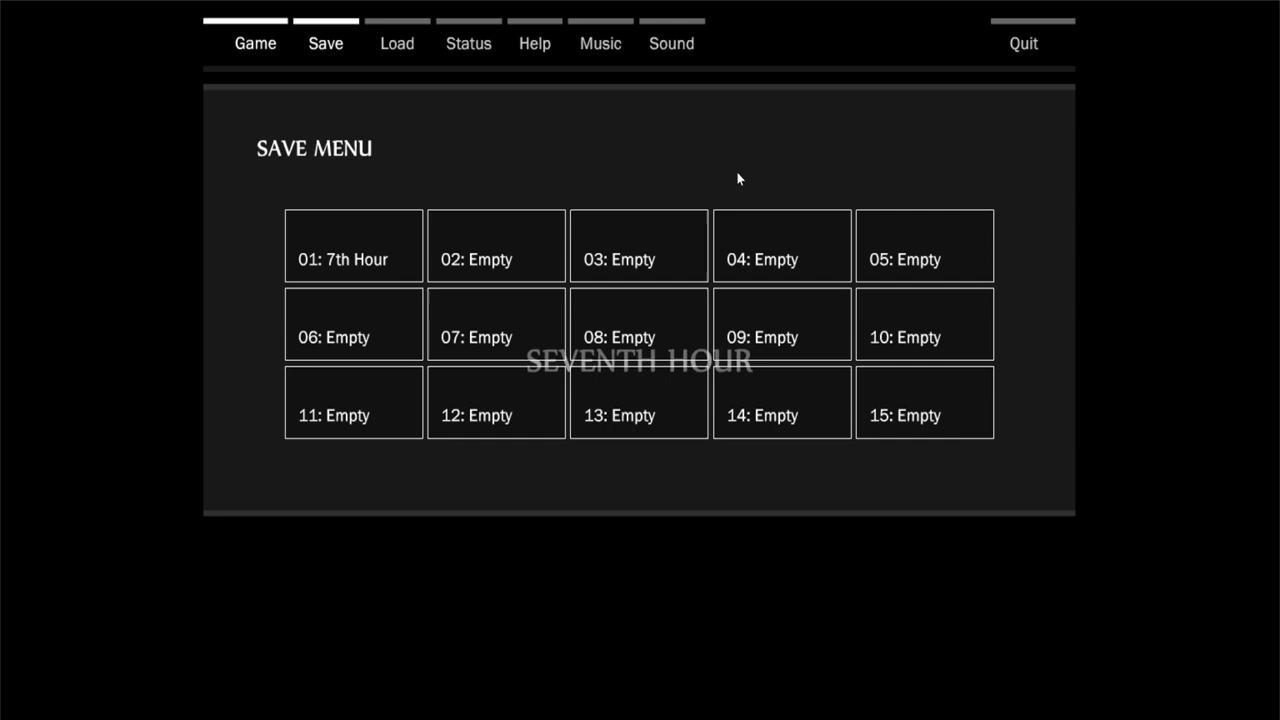 Game Save Load Status Help Music Sound Quit
SAVE MENU
01: 7th Hour 02: Empty 03: Empty 04: Empty 05: Empty
06: Empty 07: Empty 08: Empty 09: Empty 10: Empty
SEVENTH HOUR
11: Empty 12: Empty 13: Empty 14: Empty 15: Empty